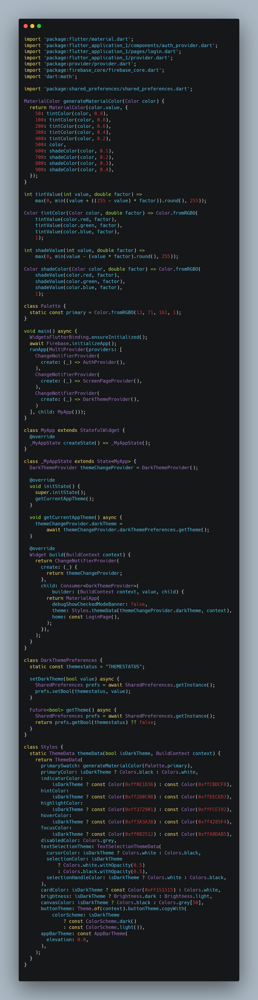 import 'package:flutter/material.dart';
import 'package:flutter_application_1/components/auth_provider.dart';
import 'package:flutter_application_1/pages/login.dart';
import 'package:flutter_application_1/provider.dart';
import 'package:provider/provider.dart';
import 'package:firebase_core/firebase_core.dart';
import 'dart:math';

import 'package:shared_preferences/shared_preferences.dart';

MaterialColor generateMaterialColor(Color color) {
  return MaterialColor(color.value, {
    50: tintColor(color, 0.9),
    100: tintColor(color, 0.8),
    200: tintColor(color, 0.6),
    300: tintColor(color, 0.4),
    400: tintColor(color, 0.2),
    500: color,
    600: shadeColor(color, 0.1),
    700: shadeColor(color, 0.2),
    800: shadeColor(color, 0.3),
    900: shadeColor(color, 0.4),
  });
}

int tintValue(int value, double factor) =>
    max(0, min((value + ((255 - value) * factor)).round(), 255));

Color tintColor(Color color, double factor) => Color.fromRGBO(
    tintValue(color.red, factor),
    tintValue(color.green, factor),
    tintValue(color.blue, factor),
    1);

int shadeValue(int value, double factor) =>
    max(0, min(value - (value * factor).round(), 255));

Color shadeColor(Color color, double factor) => Color.fromRGBO(
    shadeValue(color.red, factor),
    shadeValue(color.green, factor),
    shadeValue(color.blue, factor),
    1);

class Palette {
  static const primary = Color.fromRGBO(13, 71, 161, 1);
}

void main() async {
  WidgetsFlutterBinding.ensureInitialized();
  await Firebase.initializeApp();
  runApp(MultiProvider(providers: [
    ChangeNotifierProvider(
      create: (_) => AuthProvider(),
    ),
    ChangeNotifierProvider(
      create: (_) => ScreenPageProvider(),
    ),
    ChangeNotifierProvider(
      create: (_) => DarkThemeProvider(),
    )
  ], child: MyApp()));
}

class MyApp extends StatefulWidget {
  @override
  _MyAppState createState() => _MyAppState();
}

class _MyAppState extends State<MyApp> {
  DarkThemeProvider themeChangeProvider = DarkThemeProvider();

  @override
  void initState() {
    super.initState();
    getCurrentAppTheme();
  }

  void getCurrentAppTheme() async {
    themeChangeProvider.darkTheme =
        await themeChangeProvider.darkThemePreferences.getTheme();
  }

  @override
  Widget build(BuildContext context) {
    return ChangeNotifierProvider(
      create: (_) {
        return themeChangeProvider;
      },
      child: Consumer<DarkThemeProvider>(
          builder: (BuildContext context, value, child) {
        return MaterialApp(
          debugShowCheckedModeBanner: false,
          theme: Styles.themeData(themeChangeProvider.darkTheme, context),
          home: const LoginPage(),
        );
      }),
    );
  }
}

class DarkThemePreferences {
  static const themestatus = "THEMESTATUS";

  setDarkTheme(bool value) async {
    SharedPreferences prefs = await SharedPreferences.getInstance();
    prefs.setBool(themestatus, value);
  }

  Future<bool> getTheme() async {
    SharedPreferences prefs = await SharedPreferences.getInstance();
    return prefs.getBool(themestatus) ?? false;
  }
}

class Styles {
  static ThemeData themeData(bool isDarkTheme, BuildContext context) {
    return ThemeData(
      primarySwatch: generateMaterialColor(Palette.primary),
      primaryColor: isDarkTheme ? Colors.black : Colors.white,
      indicatorColor:
          isDarkTheme ? const Color(0xff0E1D36) : const Color(0xffCBDCF8),
      hintColor:
          isDarkTheme ? const Color(0xff280C0B) : const Color(0xffEECED3),
      highlightColor:
          isDarkTheme ? const Color(0xff372901) : const Color(0xffFCE192),
      hoverColor:
          isDarkTheme ? const Color(0xff3A3A3B) : const Color(0xff4285F4),
      focusColor:
          isDarkTheme ? const Color(0xff0B2512) : const Color(0xffA8DAB5),
      disabledColor: Colors.grey,
      textSelectionTheme: TextSelectionThemeData(
        cursorColor: isDarkTheme ? Colors.white : Colors.black,
        selectionColor: isDarkTheme
            ? Colors.white.withOpacity(0.5)
            : Colors.black.withOpacity(0.5),
        selectionHandleColor: isDarkTheme ? Colors.white : Colors.black,
      ),
      cardColor: isDarkTheme ? const Color(0xFF151515) : Colors.white,
      brightness: isDarkTheme ? Brightness.dark : Brightness.light,
      canvasColor: isDarkTheme ? Colors.black : Colors.grey[50],
      buttonTheme: Theme.of(context).buttonTheme.copyWith(
          colorScheme: isDarkTheme
              ? const ColorScheme.dark()
              : const ColorScheme.light()),
      appBarTheme: const AppBarTheme(
        elevation: 0.0,
      ),
    );
  }
}